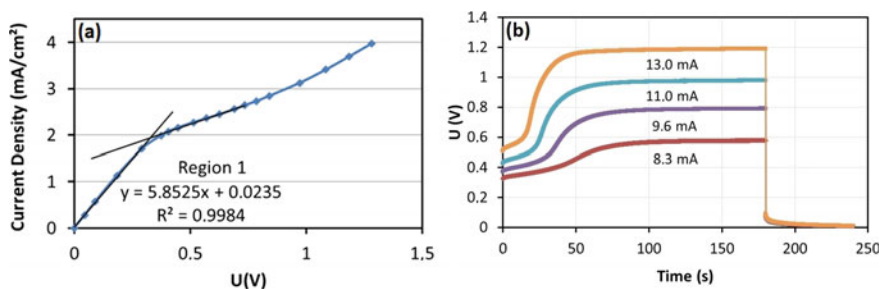 (a)
Current Density (mA/cm²)
4
3
2
1
0
Region 1
y = 5.8525x + 0.0235
R² = 0.9984
0
0.5
1
1.5
U(V)
(b)
U (V)
1.4
1.2
1
0.8
0.6
0.4
0.2
0
13.0 mA
11.0 mA
9.6 mA
8.3 mA
0
50
100
150
200
250
Time (s)